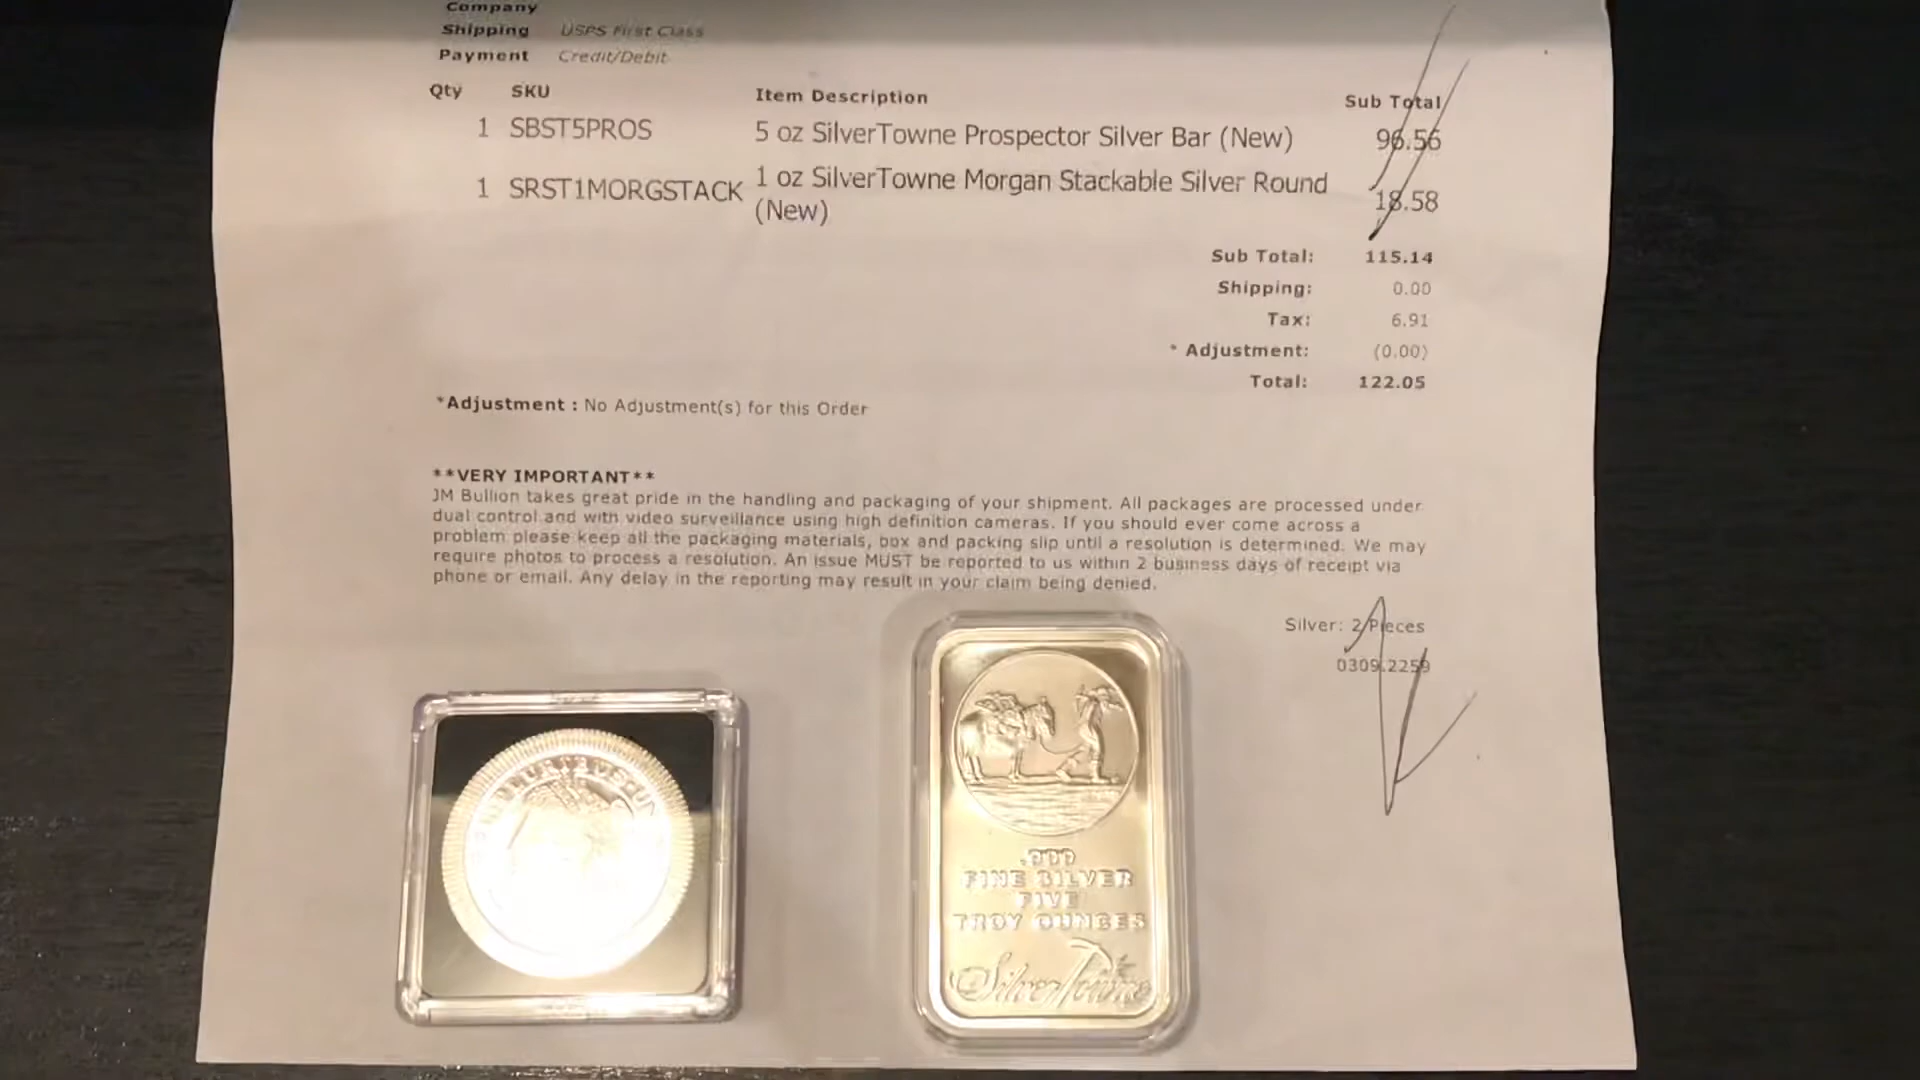 Company
Shipping USPS First Class
Payment Credit/Debit
Qty SKU Item Description Sub Total
1 SBST5PROS 5 oz SilverTowne Prospector Silver Bar (New) 96.56
1 SRST1MORGSTACK 1 oz SilverTowne Morgan Stackable Silver Round (New) 18.58
Sub Total: 115.14
Shipping: 0.00
Tax: 6.91
* Adjustment: (0.00)
Total: 122.05
*Adjustment : No Adjustment(s) for this Order
**VERY IMPORTANT**
JM Bullion takes great pride in the handling and packaging of your shipment. All packages are processed under
dual control and with video surveillance using high definition cameras. If you should ever come across a
problem please keep all the packaging materials, box and packing slip until a resolution is determined. We may
require photos to process a resolution. An issue MUST be reported to us within 2 business days of receipt via
phone or email. Any delay in the reporting may result in your claim being denied.
Silver: 2 Pieces
0309.2259
.999
FINE SILVER
FIVE
TROY OUNCES
SilverTowne